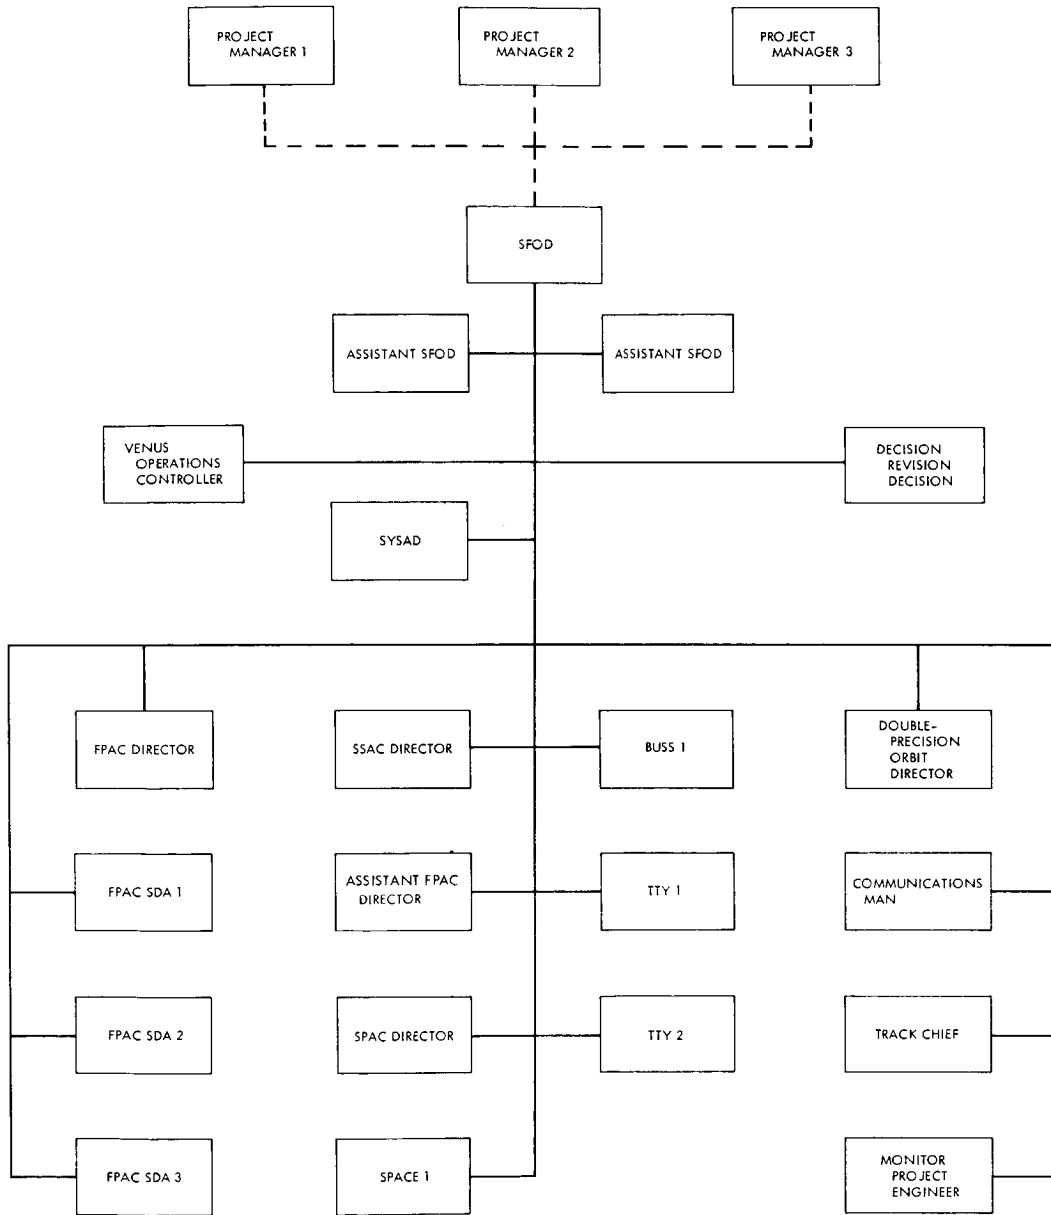 PROJECT
MANAGER 1
PROJECT
MANAGER 2
PROJECT
MANAGER 3
SFOD
ASSISTANT SFOD
ASSISTANT SFOD
VENUS
OPERATIONS
CONTROLLER
DECISION
REVISION
DECISION
SYSAD
FPAC DIRECTOR
SSAC DIRECTOR
BUSS 1
DOUBLE-
PRECISION
ORBIT
DIRECTOR
FPAC SDA 1
ASSISTANT FPAC
DIRECTOR
TTY 1
COMMUNICATIONS
MAN
FPAC SDA 2
SPAC DIRECTOR
TTY 2
TRACK CHIEF
FPAC SDA 3
SPACE 1
MONITOR
PROJECT
ENGINEER